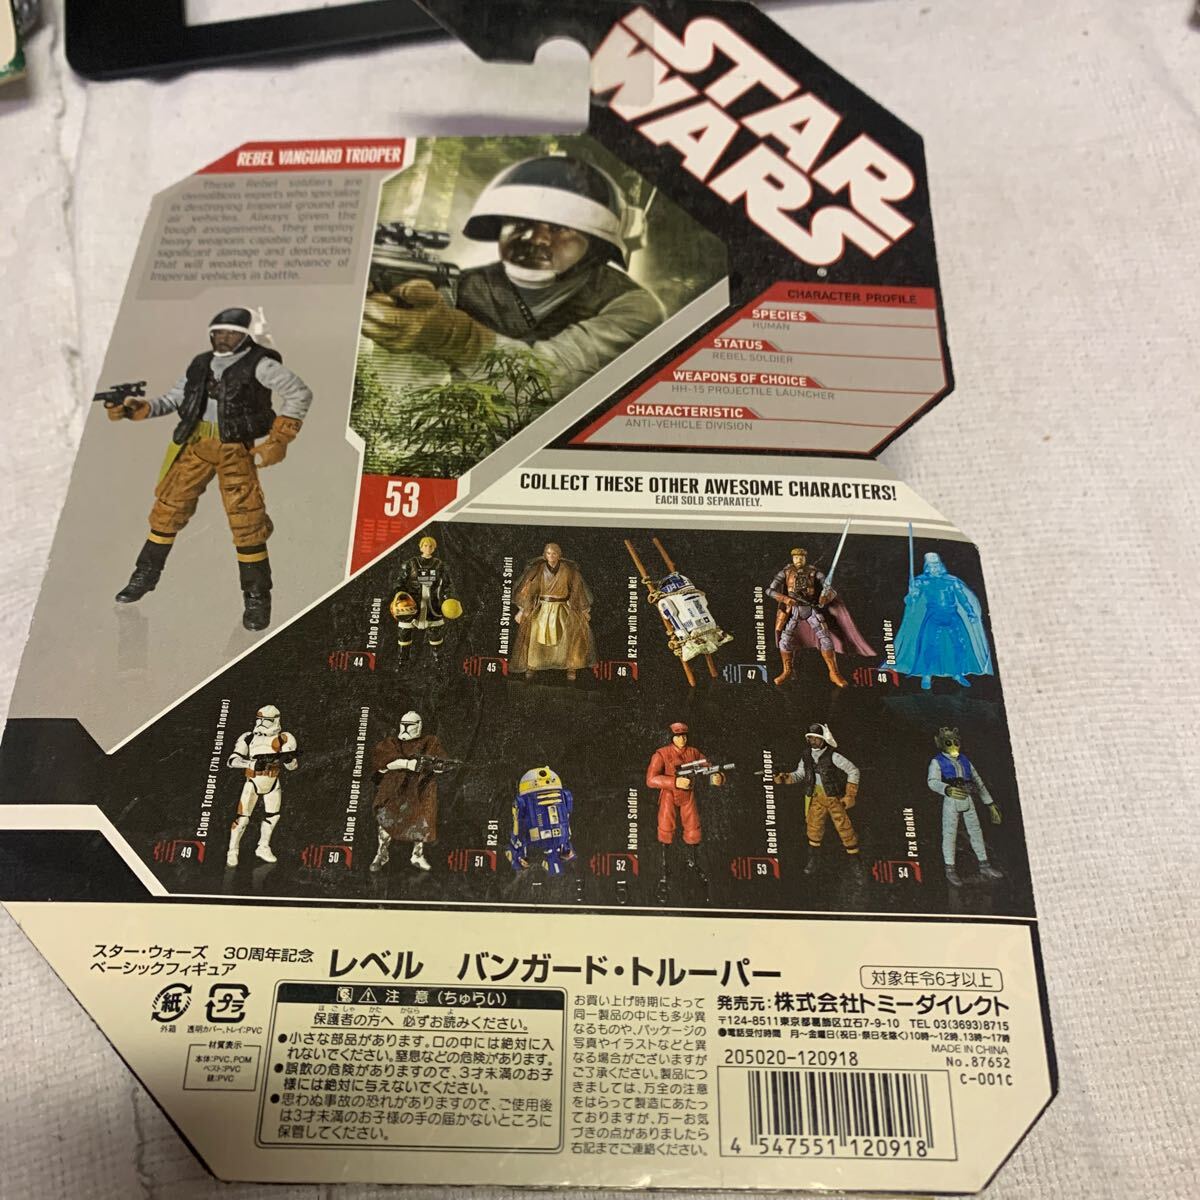 STAR
WARS
REBEL VANGUARD TROOPER
These Rebel soldiers are
demolitions experts who specialize
in destroying Imperial ground and
air vehicles. Always given the
tough assignments, they employ
heavy weapons capable of causing
significant damage and destruction
that will weaken the advance of
Imperial vehicles in battle.
CHARACTER PROFILE
SPECIES
HUMAN
STATUS
REBEL SOLDIER
WEAPONS OF CHOICE
HH-15 PROJECTILE LAUNCHER
CHARACTERISTIC
ANTI-VEHICLE DIVISION
53
COLLECT THESE OTHER AWESOME CHARACTERS!
EACH SOLD SEPARATELY.
44 Tycho Celchu
45 Anakin Skywalker's Spirit
46 R2-D2 with Cargo Net
47 McQuarrie Han Solo
48 Darth Vader
49 Clone Trooper (7th Legion Trooper)
50 Clone Trooper (Hawkbat Battalion)
51 R2-B1
52 Naboo Soldier
53 Rebel Vanguard Trooper
54 Pax Bonkik
スター・ウォーズ 30周年記念
ベーシックフィギュア
レベル バンガード・トルーパー
対象年令6才以上
紙
外箱
プラ
透明カバー、トレイ:PVC
材質表示
本体:PVC、POM
ベスト:PVC
銃:PVC
注意(ちゅうい)
保護者の方へ 必ずお読みください。
●小さな部品があります。口の中には絶対に入
れないでください。窒息などの危険があります。
●誤飲の危険がありますので、3才未満のお子
様には絶対に与えないでください。
●思わぬ事故の恐れがありますので、ご使用後
は3才未満のお子様の手の届かないところに
保管してください。
お買い上げ時期によって
同一製品の中にも多少異
なるものや、パッケージの
写真やイラストなどと異
なる場合がございますが
ご了承ください。製品につ
きましては、万全の注意
をはらって製造にあたっ
ておりますが、万一お気
づきの点がありましたら
右記までご連絡ください。
発売元:株式会社トミーダイレクト
〒124-8511東京都葛飾区立石7-9-10 TEL 03(3693)8715
●電話受付時間 月〜金曜日(祝日・祭日を除く)10時〜12時、13時〜17時
MADE IN CHINA
205020-120918
No.87652
C-001C
4 547551 120918